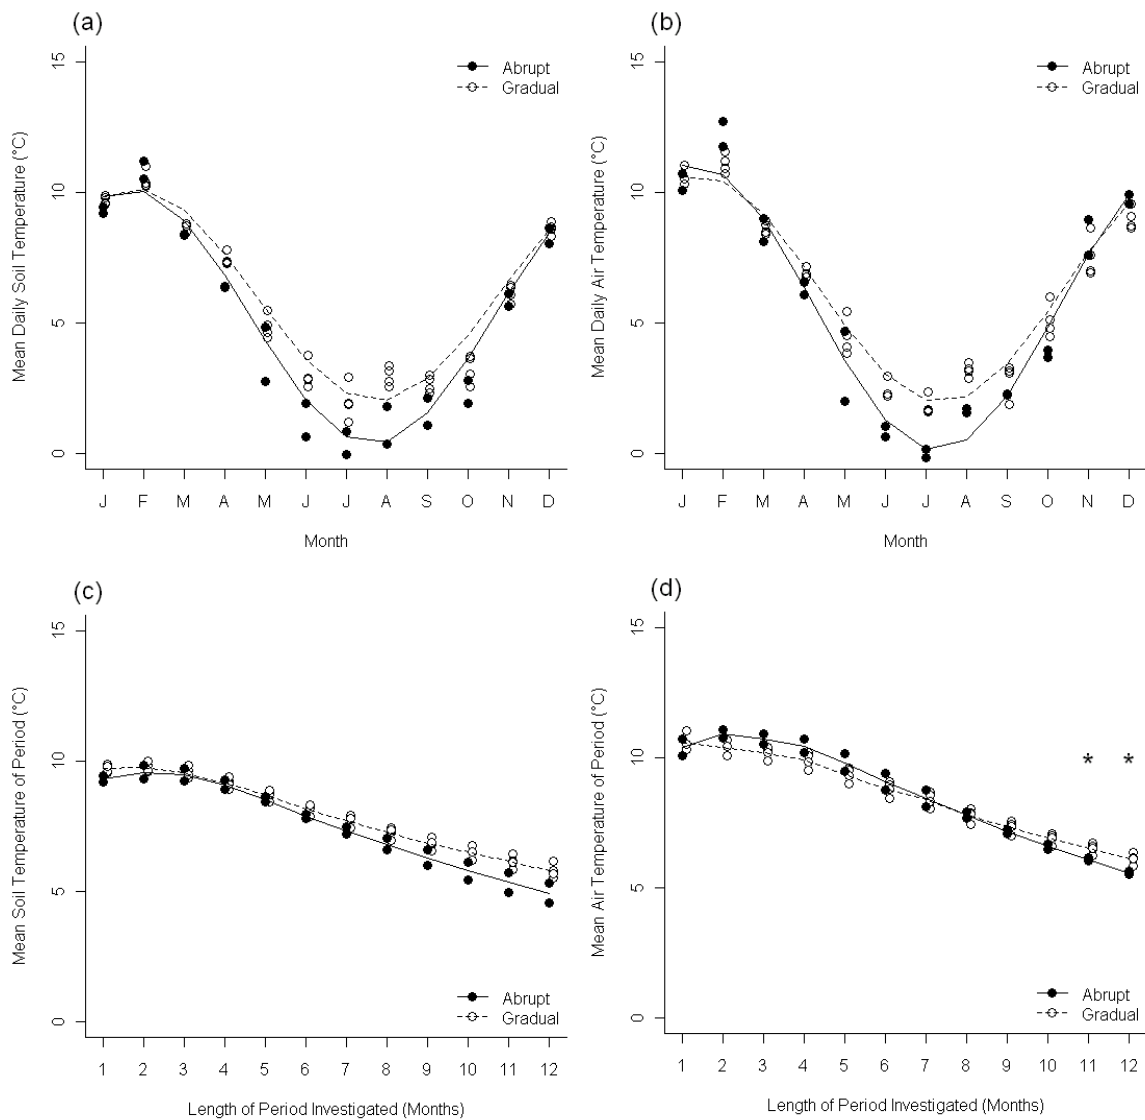 (a)
Mean Daily Soil Temperature (°C)
15
10
5
0
Abrupt
Gradual
J F M A M J J A S O N D
Month
(b)
Mean Daily Air Temperature (°C)
15
10
5
0
Abrupt
Gradual
J F M A M J J A S O N D
Month
(c)
Mean Soil Temperature of Period (°C)
15
10
5
0
Abrupt
Gradual
1 2 3 4 5 6 7 8 9 10 11 12
Length of Period Investigated (Months)
(d)
Mean Air Temperature of Period (°C)
15
10
5
0
* *
Abrupt
Gradual
1 2 3 4 5 6 7 8 9 10 11 12
Length of Period Investigated (Months)